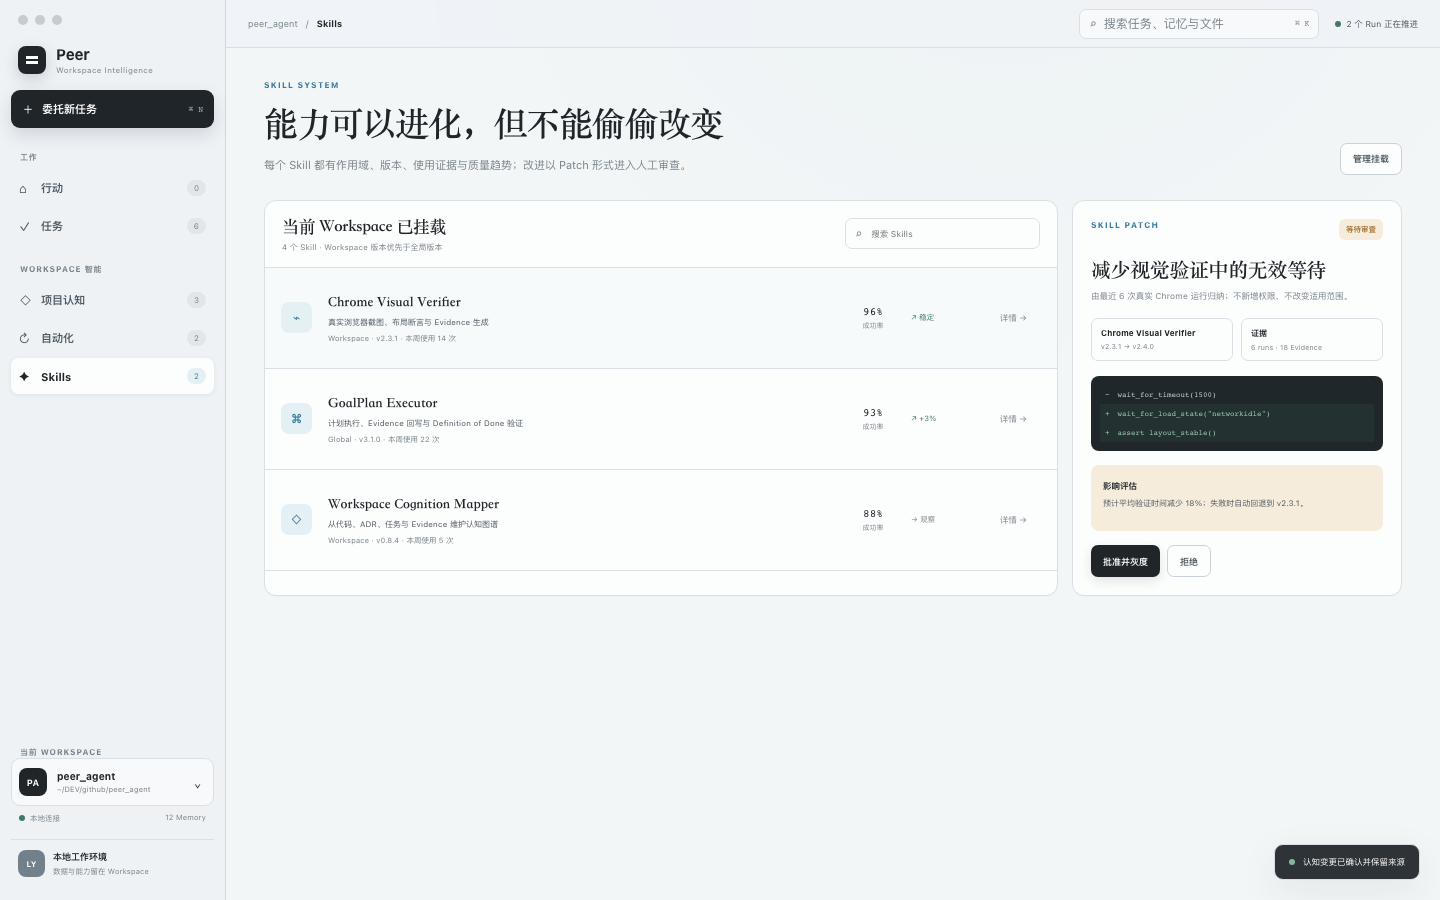 Peer
Workspace Intelligence
+ 委托新任务 ⌘ N
工作
行动 0
任务 6
WORKSPACE 智能
项目认知 3
自动化 2
Skills 2
当前 WORKSPACE
PA peer_agent
~/DEV/github/peer_agent
本地连接 12 Memory
LY 本地工作环境
数据与能力留在 Workspace
peer_agent / Skills
搜索任务、记忆与文件 ⌘ K
2 个 Run 正在推进
SKILL SYSTEM
能力可以进化，但不能偷偷改变
每个 Skill 都有作用域、版本、使用证据与质量趋势；改进以 Patch 形式进入人工审查。
管理挂载
当前 Workspace 已挂载
4 个 Skill · Workspace 版本优先于全局版本
搜索 Skills
Chrome Visual Verifier
真实浏览器截图、布局断言与 Evidence 生成
Workspace · v2.3.1 · 本周使用 14 次
96%
成功率
↗ 稳定
详情 →
GoalPlan Executor
计划执行、Evidence 回写与 Definition of Done 验证
Global · v3.1.0 · 本周使用 22 次
93%
成功率
↗ +3%
详情 →
Workspace Cognition Mapper
从代码、ADR、任务与 Evidence 维护认知图谱
Workspace · v0.8.4 · 本周使用 5 次
88%
成功率
→ 观察
详情 →
SKILL PATCH
等待审查
减少视觉验证中的无效等待
由最近 6 次真实 Chrome 运行归纳；不新增权限、不改变适用范围。
Chrome Visual Verifier
v2.3.1 → v2.4.0
证据
6 runs · 18 Evidence
− wait_for_timeout(1500)
+ wait_for_load_state("networkidle")
+ assert layout_stable()
影响评估
预计平均验证时间减少 18%；失败时自动回退到 v2.3.1。
批准并灰度
拒绝
认知变更已确认并保留来源